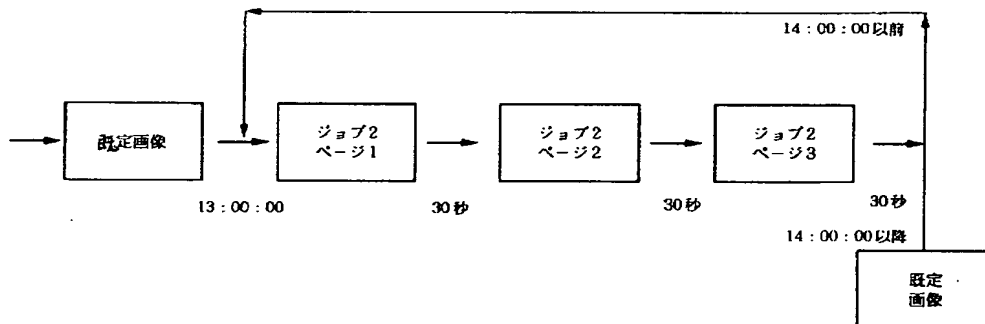 14:00:00以前
既定画像
ジョブ2
ページ1
ジョブ2
ページ2
ジョブ2
ページ3
13:00:00
30秒
30秒
30秒
14:00:00以降
既定
画像